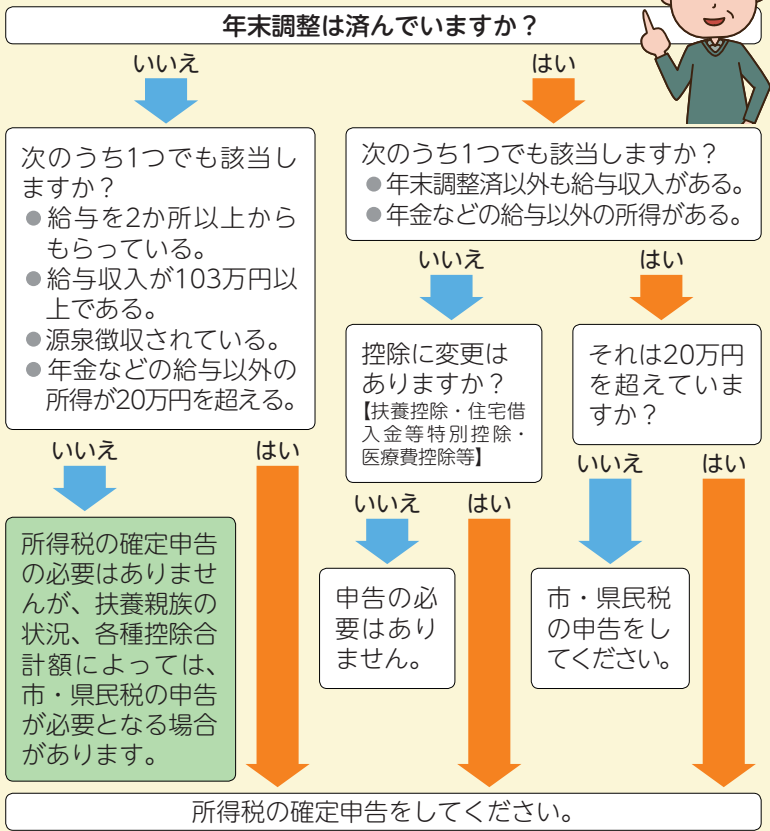 年末調整は済んでいますか？
いいえ
はい
次のうち1つでも該当し
ますか？
●給与を2か所以上から
もらっている。
●給与収入が103万円以
上である。
●源泉徴収されている。
●年金などの給与以外の
所得が20万円を超える。
次のうち1つでも該当しますか？
●年末調整済以外も給与収入がある。
●年金などの給与以外の所得がある。
いいえ
はい
控除に変更は
ありますか？
【扶養控除・住宅借
入金等特別控除・
医療費控除等】
それは20万円
を超えていま
すか？
いいえ
はい
いいえ
はい
いいえ
はい
所得税の確定申告
の必要はありませ
んが、扶養親族の
状況、各種控除合
計額によっては、
市・県民税の申告
が必要となる場合
があります。
申告の必
要はあり
ません。
市・県民税
の申告をし
てください。
所得税の確定申告をしてください。